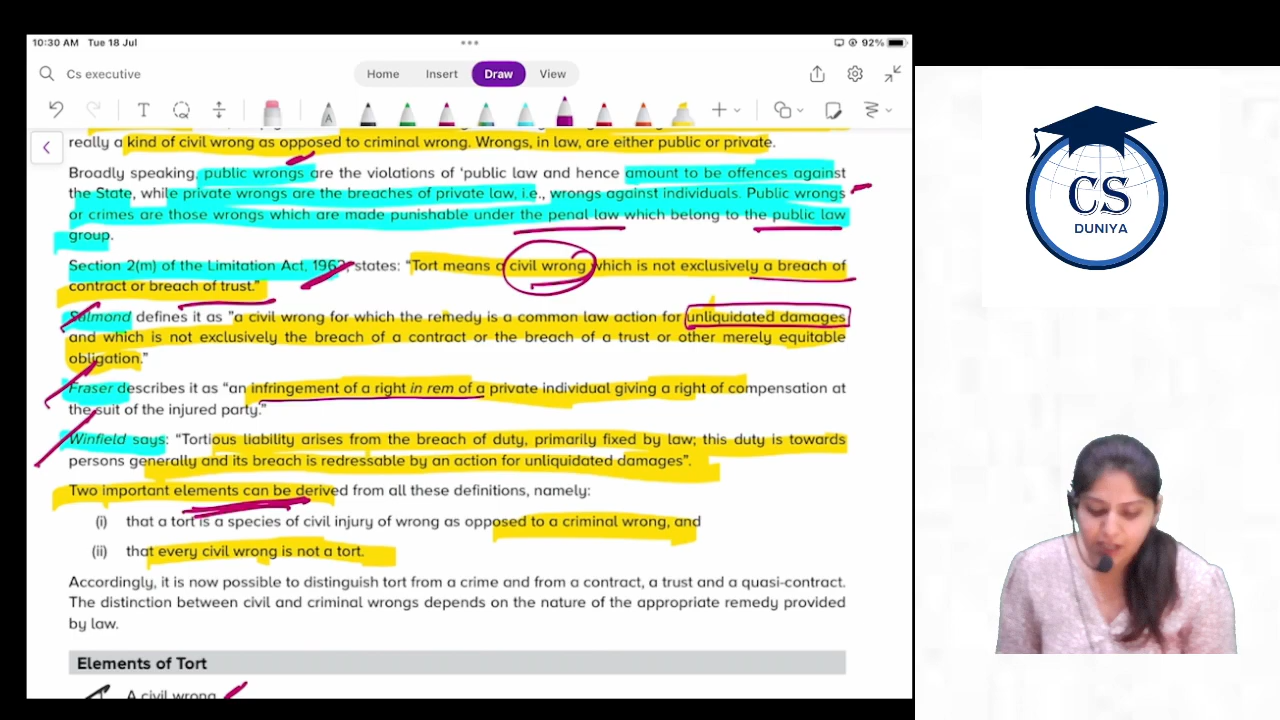 10:30 AM Tue 18 Jul
92%
Cs executive
Home Insert Draw View
really a kind of civil wrong as opposed to criminal wrong. Wrongs, in law, are either public or private.
Broadly speaking, public wrongs are the violations of 'public law and hence amount to be offences against
the State, while private wrongs are the breaches of private law, i.e., wrongs against individuals. Public wrongs
or crimes are those wrongs which are made punishable under the penal law which belong to the public law
group.
Section 2(m) of the Limitation Act, 1963, states: "Tort means a civil wrong which is not exclusively a breach of
contract or breach of trust."
Salmond defines it as "a civil wrong for which the remedy is a common law action for unliquidated damages
and which is not exclusively the breach of a contract or the breach of a trust or other merely equitable
obligation."
Fraser describes it as "an infringement of a right in rem of a private individual giving a right of compensation at
the suit of the injured party."
Winfield says: "Tortious liability arises from the breach of duty, primarily fixed by law; this duty is towards
persons generally and its breach is redressable by an action for unliquidated damages".
Two important elements can be derived from all these definitions, namely:
(i) that a tort is a species of civil injury of wrong as opposed to a criminal wrong, and
(ii) that every civil wrong is not a tort.
Accordingly, it is now possible to distinguish tort from a crime and from a contract, a trust and a quasi-contract.
The distinction between civil and criminal wrongs depends on the nature of the appropriate remedy provided
by law.
Elements of Tort
A civil wrong
CS
DUNIYA